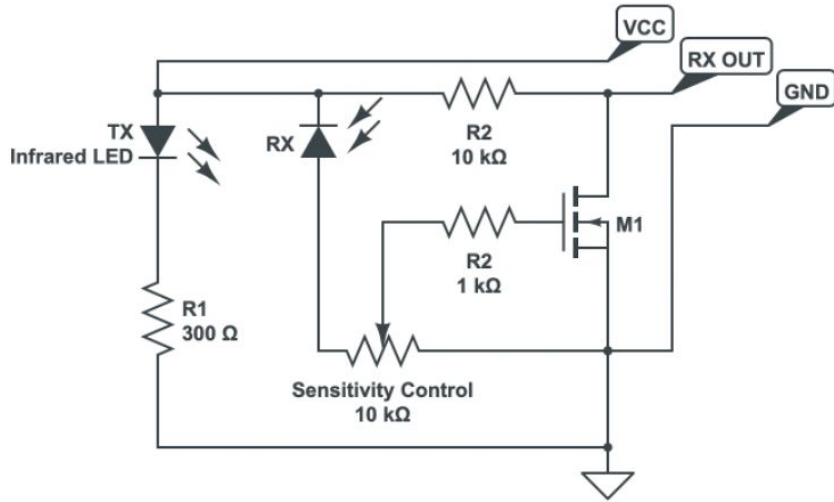 VCC
RX OUT
GND
TX
Infrared LED
RX
R2
10 kΩ
M1
R2
1 kΩ
R1
300 Ω
Sensitivity Control
10 kΩ